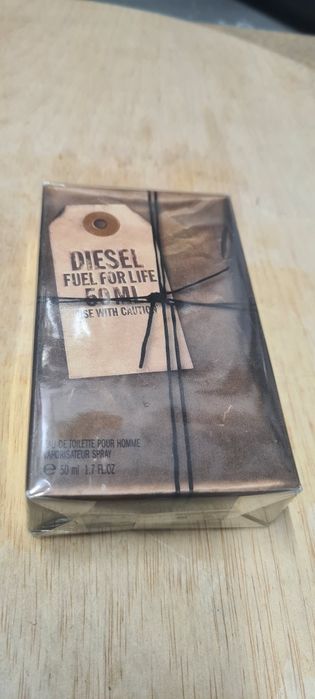 DIESEL
FUEL FOR LIFE
50 ML
USE WITH CAUTION
EAU DE TOILETTE POUR HOMME
VAPORISATEUR SPRAY
℮ 50 ml 1.7 FL.OZ